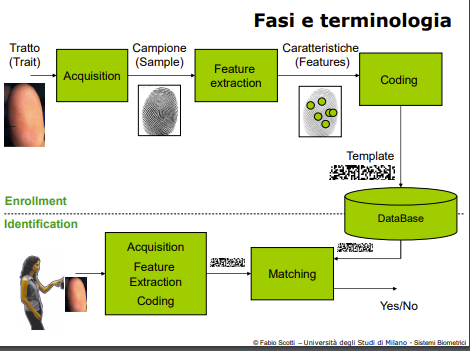 Fasi e terminologia
Tratto
(Trait)
Acquisition
Campione
(Sample)
Feature
extraction
Caratteristiche
(Features)
Coding
Template
Enrollment
DataBase
Identification
Acquisition
Feature
Extraction
Coding
Matching
Yes/No
© Fabio Scotti – Università degli Studi di Milano - Sistemi Biometrici